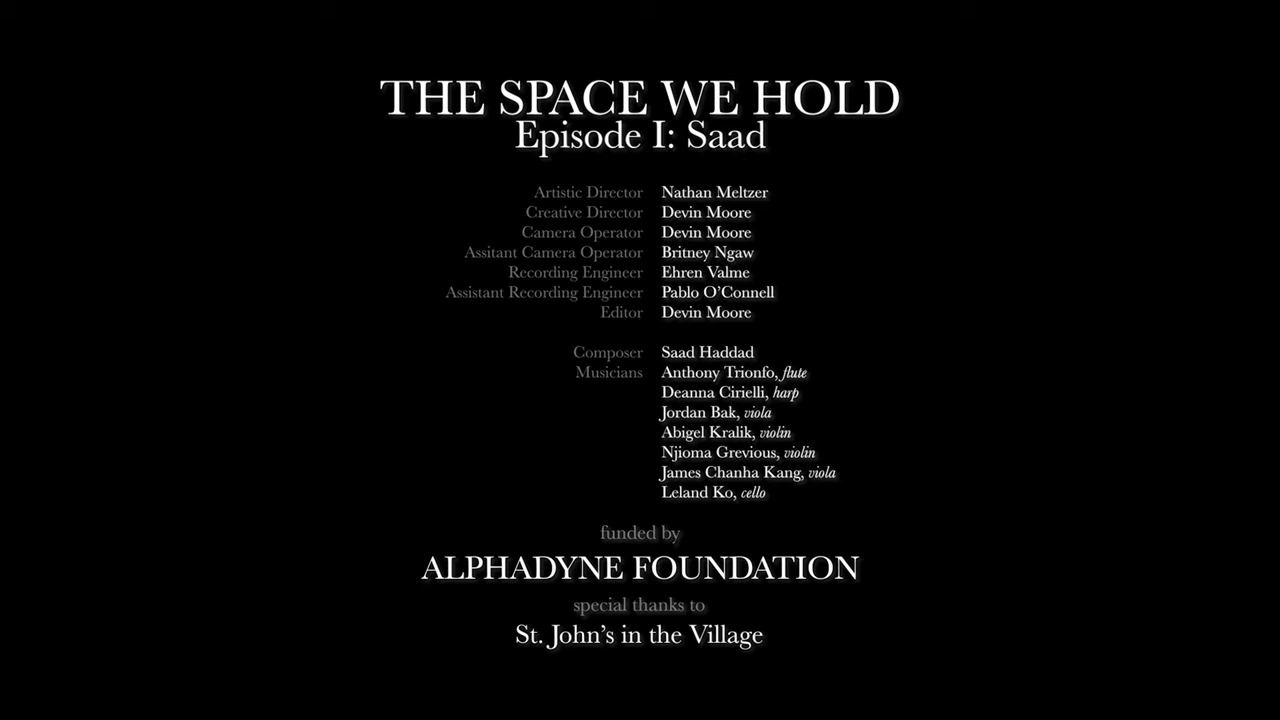 THE SPACE WE HOLD
Episode I: Saad
Artistic Director Nathan Meltzer
Creative Director Devin Moore
Camera Operator Devin Moore
Assitant Camera Operator Britney Ngaw
Recording Engineer Ehren Valme
Assistant Recording Engineer Pablo O’Connell
Editor Devin Moore
Composer Saad Haddad
Musicians Anthony Trionfo, flute
Deanna Cirielli, harp
Jordan Bak, viola
Abigel Kralik, violin
Njioma Grevious, violin
James Chanha Kang, viola
Leland Ko, cello
funded by
ALPHADYNE FOUNDATION
special thanks to
St. John’s in the Village